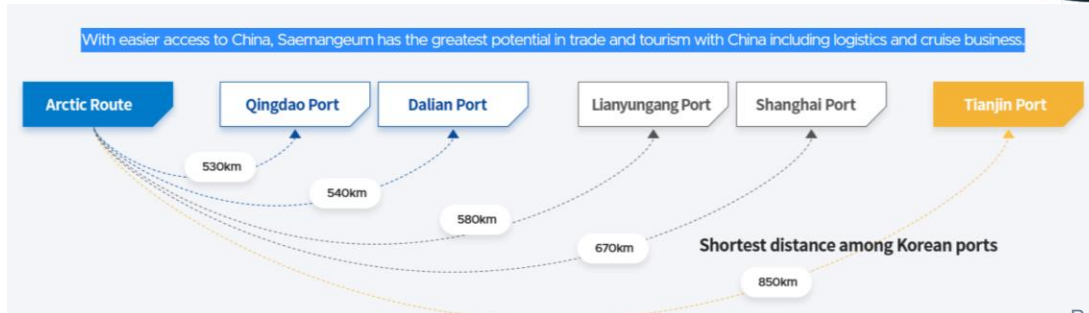 With easier access to China, Saemangeum has the greatest potential in trade and tourism with China including logistics and cruise business.
Arctic Route
Qingdao Port
Dalian Port
Lianyungang Port
Shanghai Port
Tianjin Port
530km
540km
580km
670km
Shortest distance among Korean ports
850km